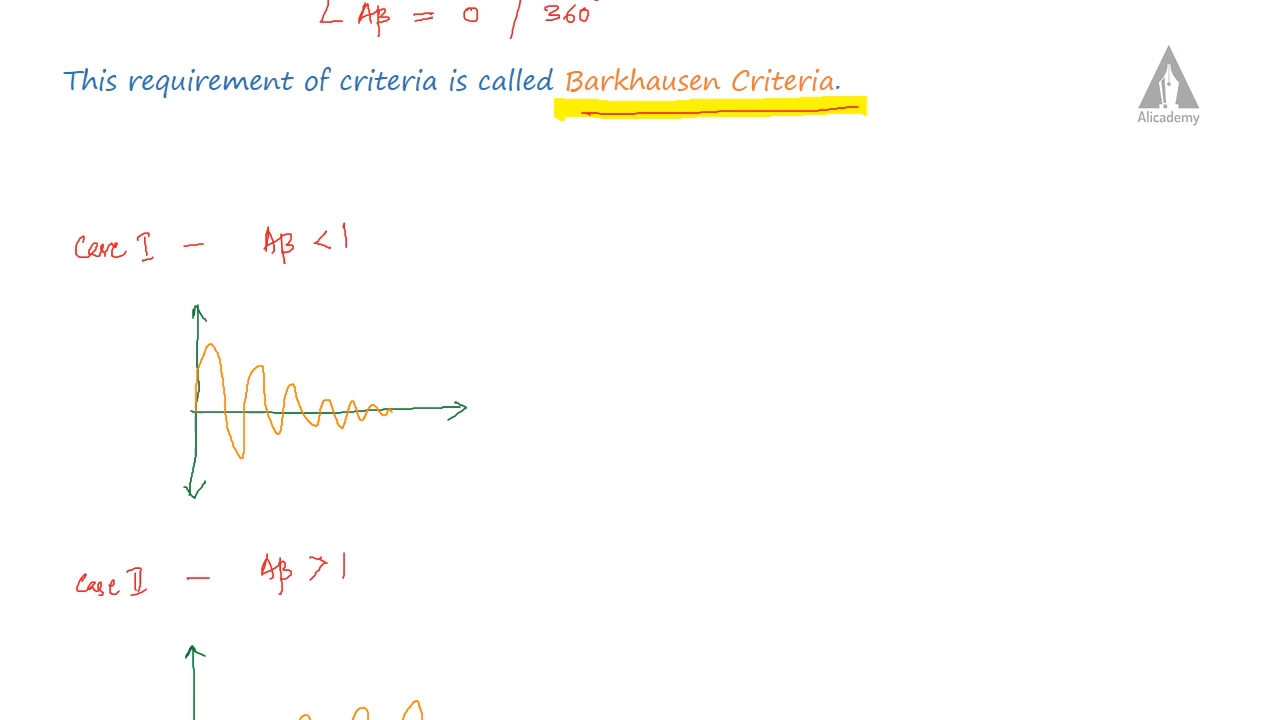 ∠ Aβ = 0 / 360°
This requirement of criteria is called Barkhausen Criteria.
Alicademy
Case I - Aβ < 1
Case II - Aβ > 1